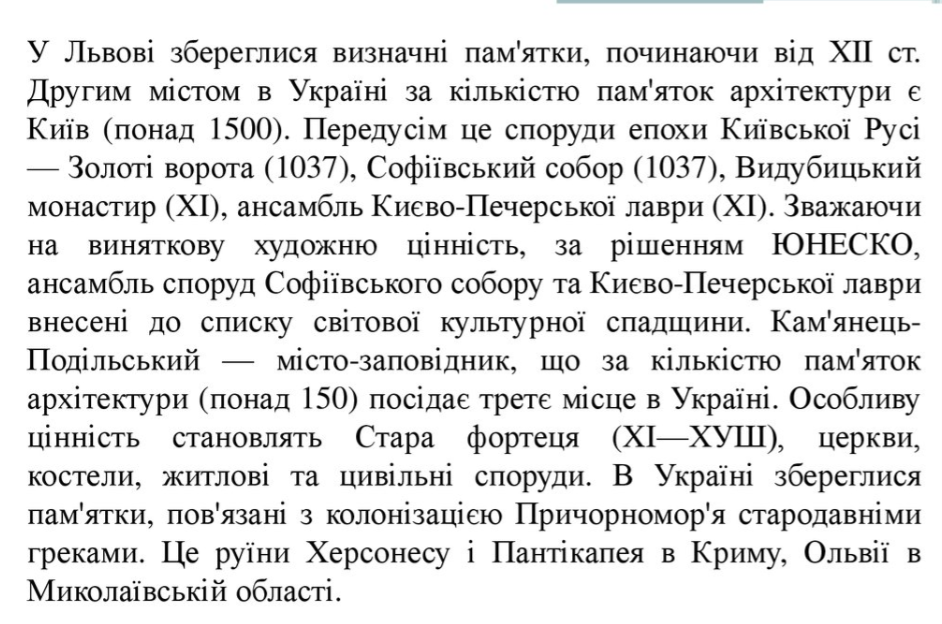 У Львові збереглися визначні пам'ятки, починаючи від XII ст.
Другим містом в Україні за кількістю пам'яток архітектури є
Київ (понад 1500). Передусім це споруди епохи Київської Русі
— Золоті ворота (1037), Софіївський собор (1037), Видубицький
монастир (XI), ансамбль Києво-Печерської лаври (XI). Зважаючи
на виняткову художню цінність, за рішенням ЮНЕСКО,
ансамбль споруд Софіївського собору та Києво-Печерської лаври
внесені до списку світової культурної спадщини. Кам'янець-
Подільський — місто-заповідник, що за кількістю пам'яток
архітектури (понад 150) посідає третє місце в Україні. Особливу
цінність становлять Стара фортеця (XI—ХУШ), церкви,
костели, житлові та цивільні споруди. В Україні збереглися
пам'ятки, пов'язані з колонізацією Причорномор'я стародавніми
греками. Це руїни Херсонесу і Пантікапея в Криму, Ольвії в
Миколаївській області.